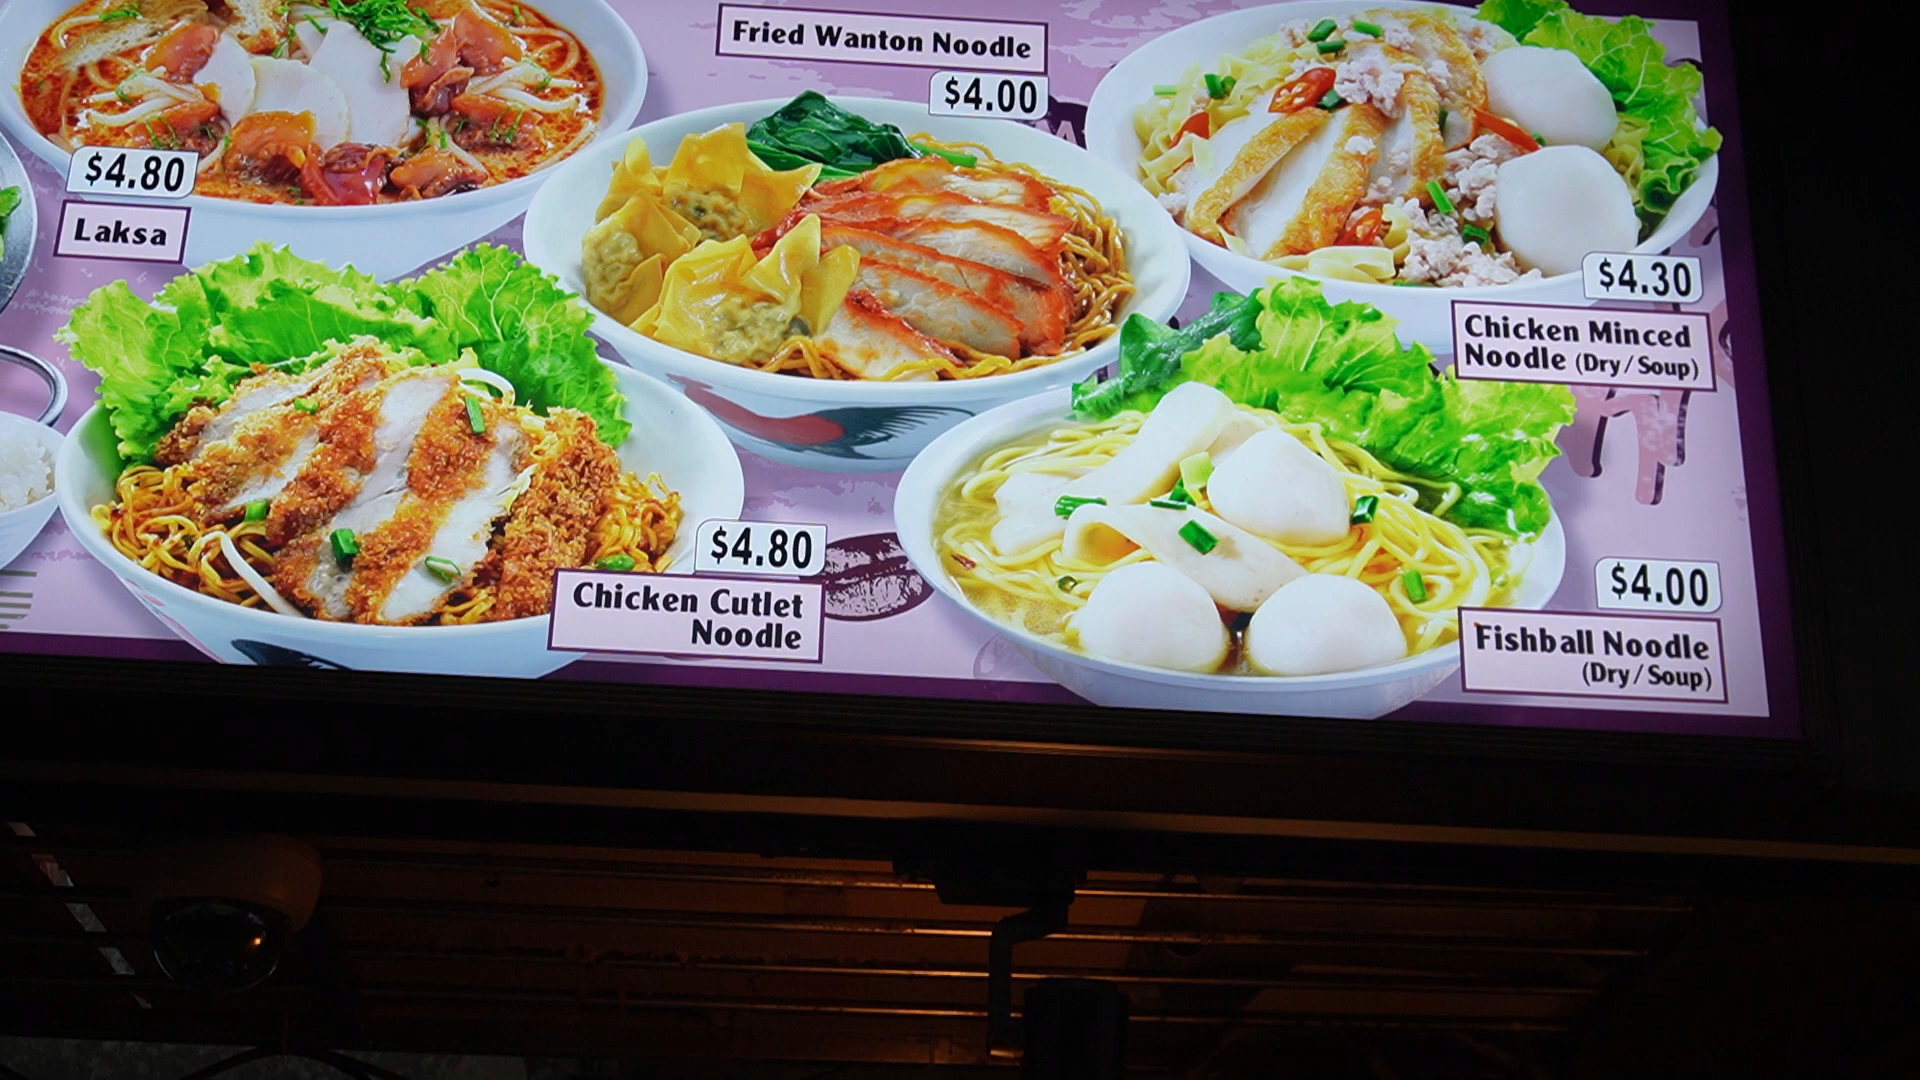 Fried Wanton Noodle
$4.00
$4.80
Laksa
$4.30
Chicken Minced
Noodle (Dry/Soup)
$4.80
Chicken Cutlet
Noodle
$4.00
Fishball Noodle
(Dry/Soup)